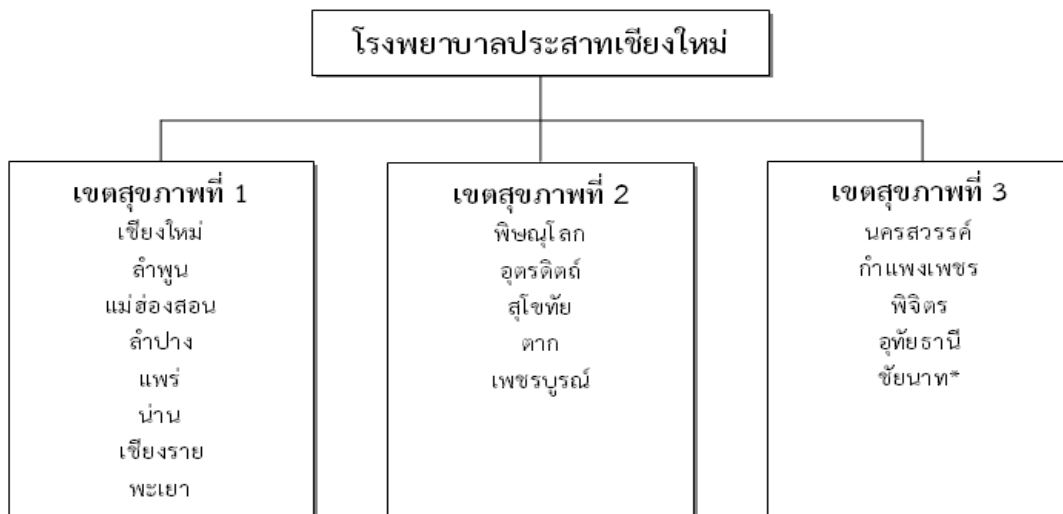 โรงพยาบาลประสาทเชียงใหม่
เขตสุขภาพที่ 1
เชียงใหม่
ลำพูน
แม่ฮ่องสอน
ลำปาง
แพร่
น่าน
เชียงราย
พะเยา
เขตสุขภาพที่ 2
พิษณุโลก
อุตรดิตถ์
สุโขทัย
ตาก
เพชรบูรณ์
เขตสุขภาพที่ 3
นครสวรรค์
กำแพงเพชร
พิจิตร
อุทัยธานี
ชัยนาท*